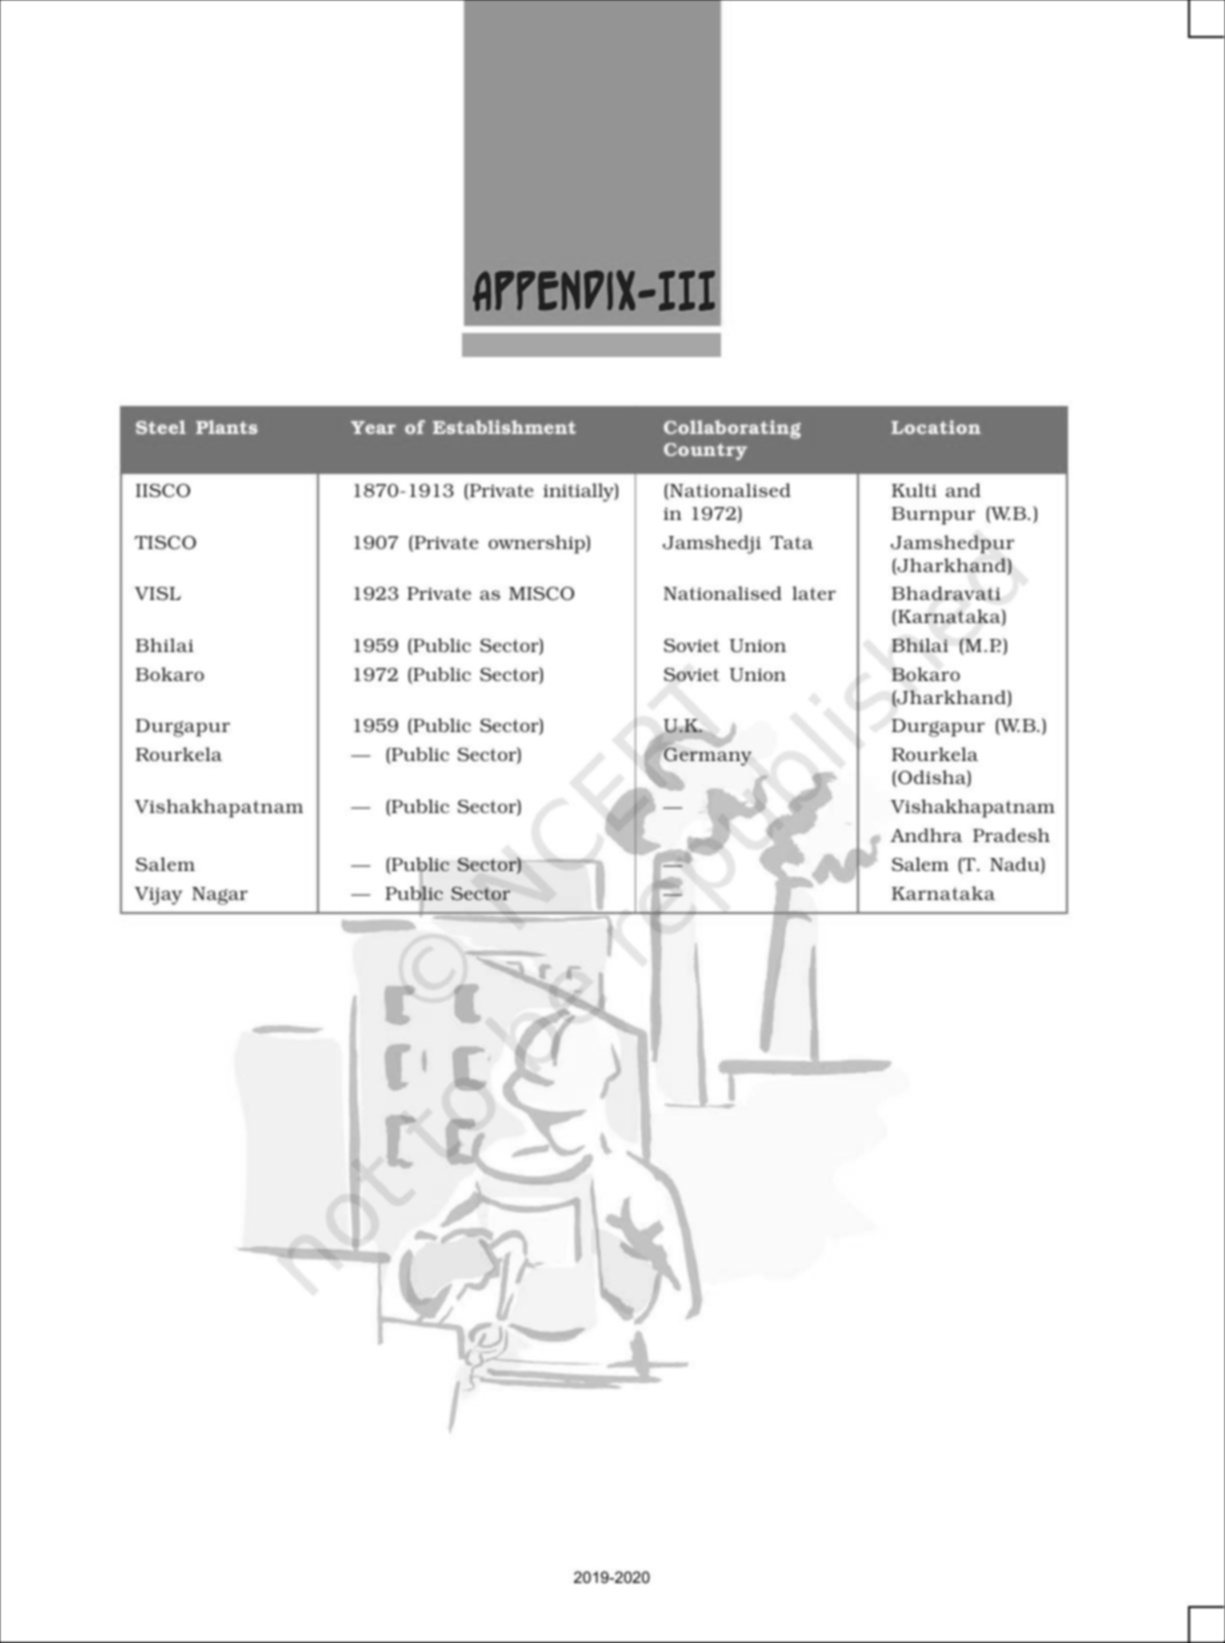 APPENDIX-III
Steel Plants Year of Establishment Collaborating Country Location
IISCO 1870-1913 (Private initially) (Nationalised in 1972) Kulti and Burnpur (W.B.)
TISCO 1907 (Private ownership) Jamshedji Tata Jamshedpur (Jharkhand)
VISL 1923 Private as MISCO Nationalised later Bhadravati (Karnataka)
Bhilai 1959 (Public Sector) Soviet Union Bhilai (M.P.)
Bokaro 1972 (Public Sector) Soviet Union Bokaro (Jharkhand)
Durgapur 1959 (Public Sector) U.K. Durgapur (W.B.)
Rourkela — (Public Sector) Germany Rourkela (Odisha)
Vishakhapatnam — (Public Sector) — Vishakhapatnam Andhra Pradesh
Salem — (Public Sector) — Salem (T. Nadu)
Vijay Nagar — Public Sector — Karnataka
© NCERT
not to be republished
2019-2020